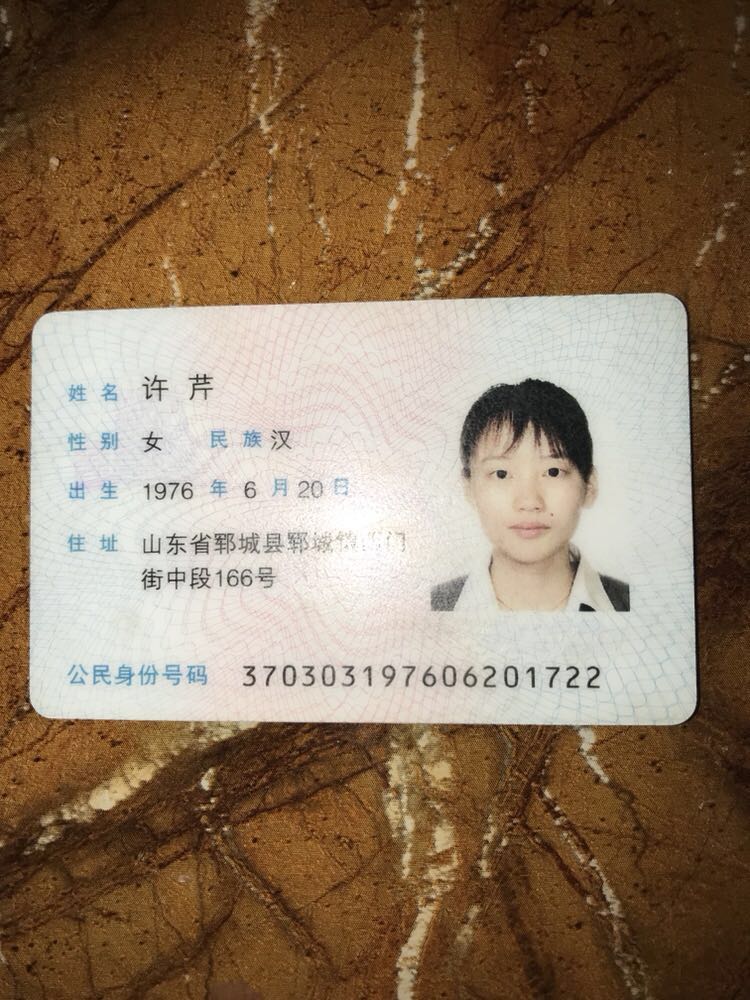 姓名 许芹
性别 女 民族 汉
出生 1976 年 6 月 20 日
住址 山东省郓城县郓城镇 门
街中段166号
公民身份号码 370303197606201722